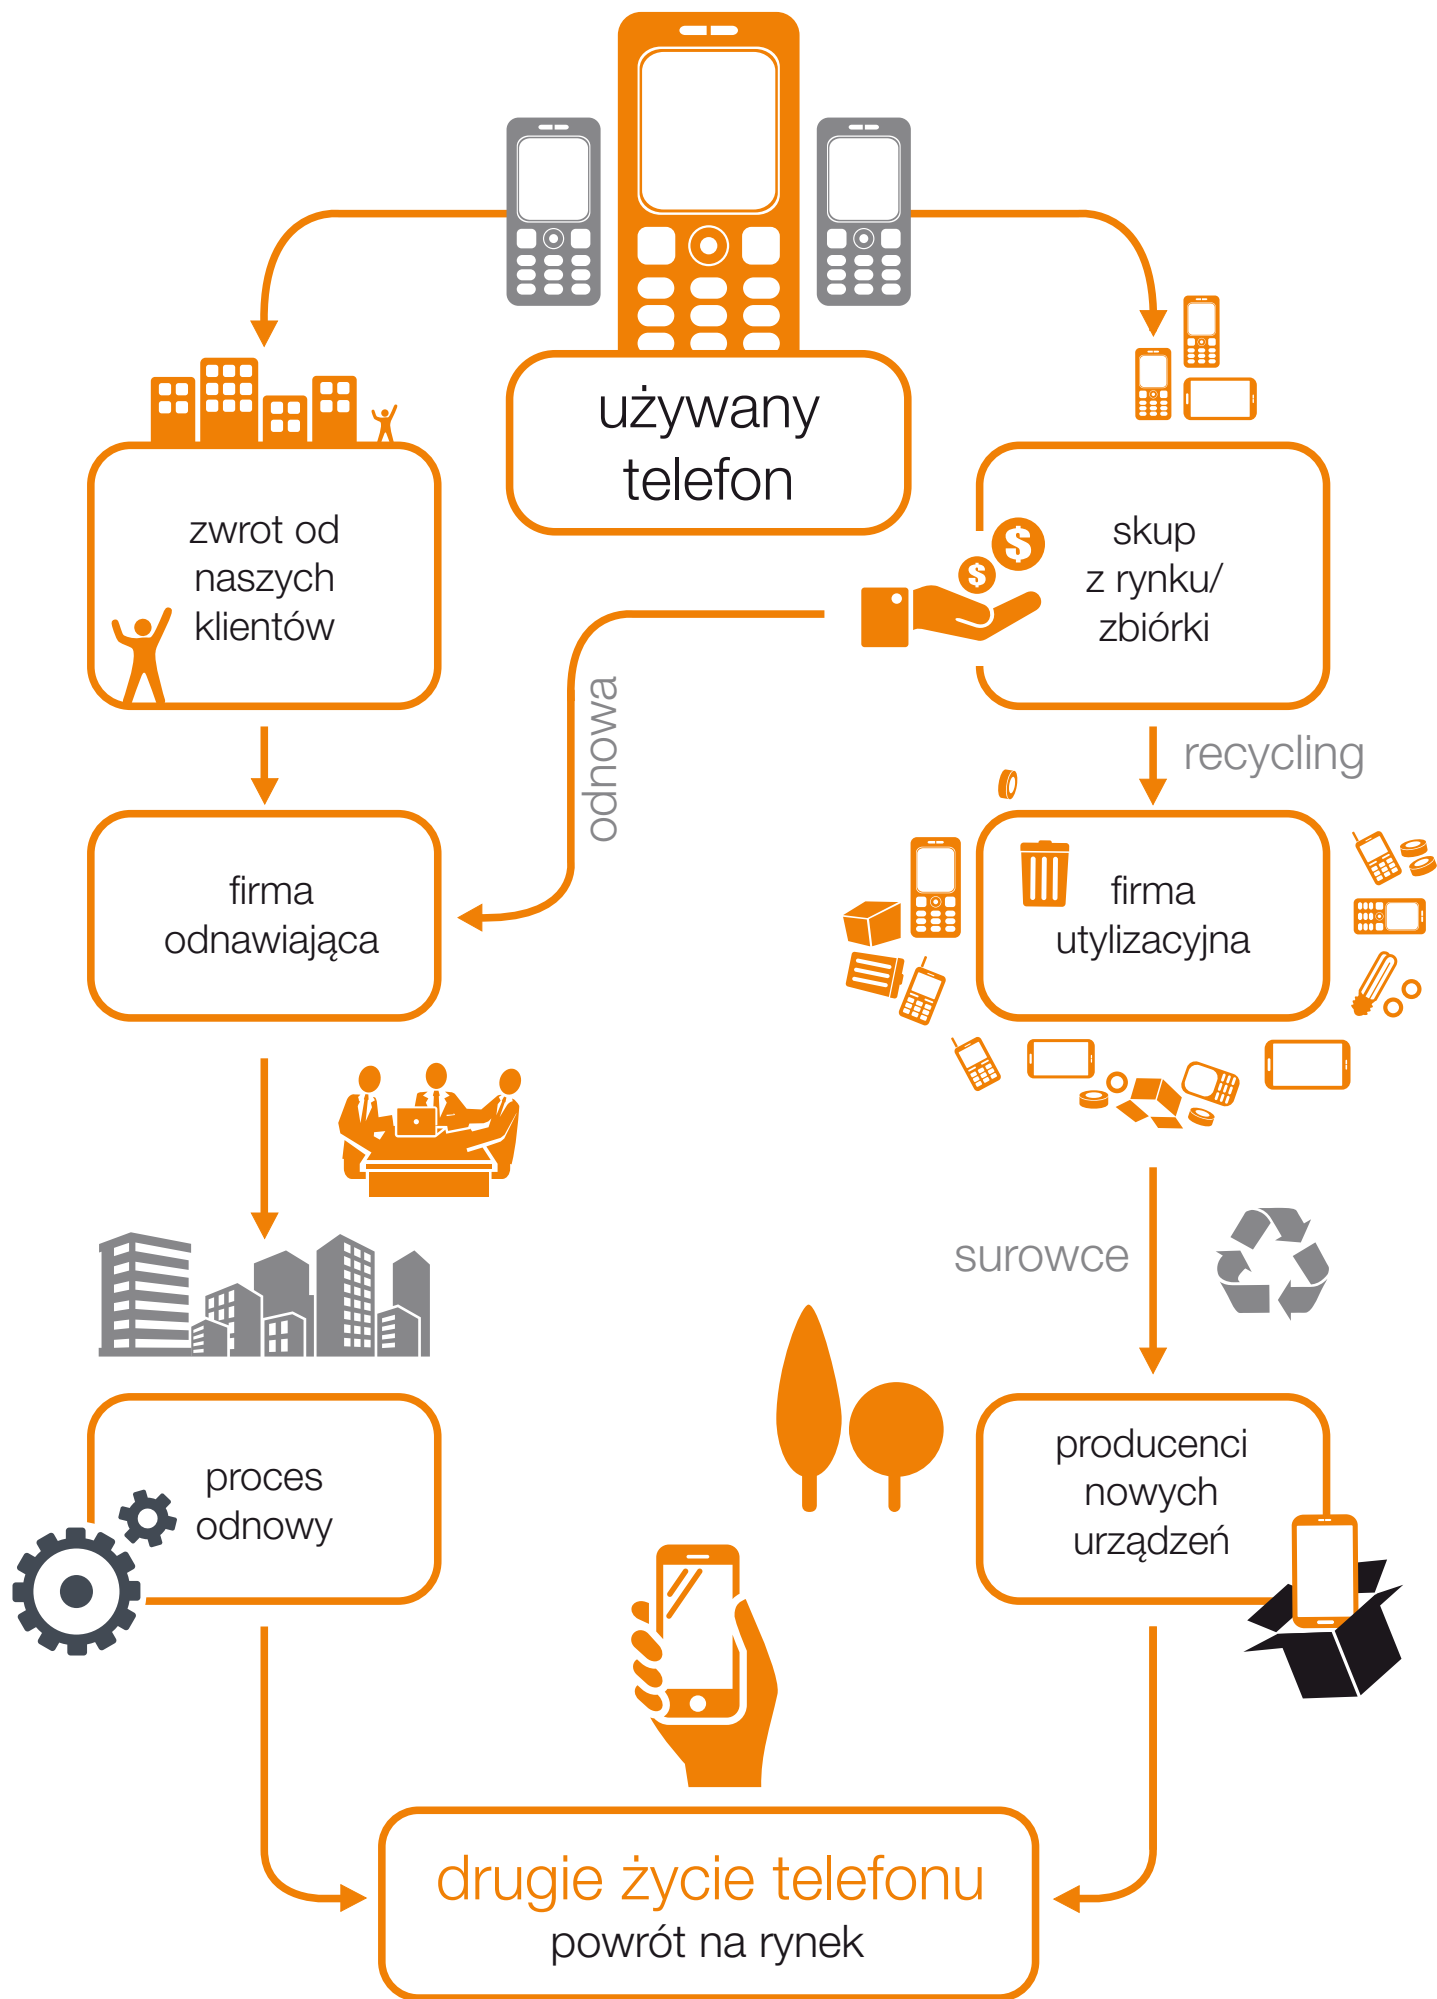 używany
telefon
zwrot od
naszych
klientów
skup
z rynku/
zbiórki
odnowa
recycling
firma
odnawiająca
firma
utylizacyjna
surowce
proces
odnowy
producenci
nowych
urządzeń
drugie życie telefonu
powrót na rynek